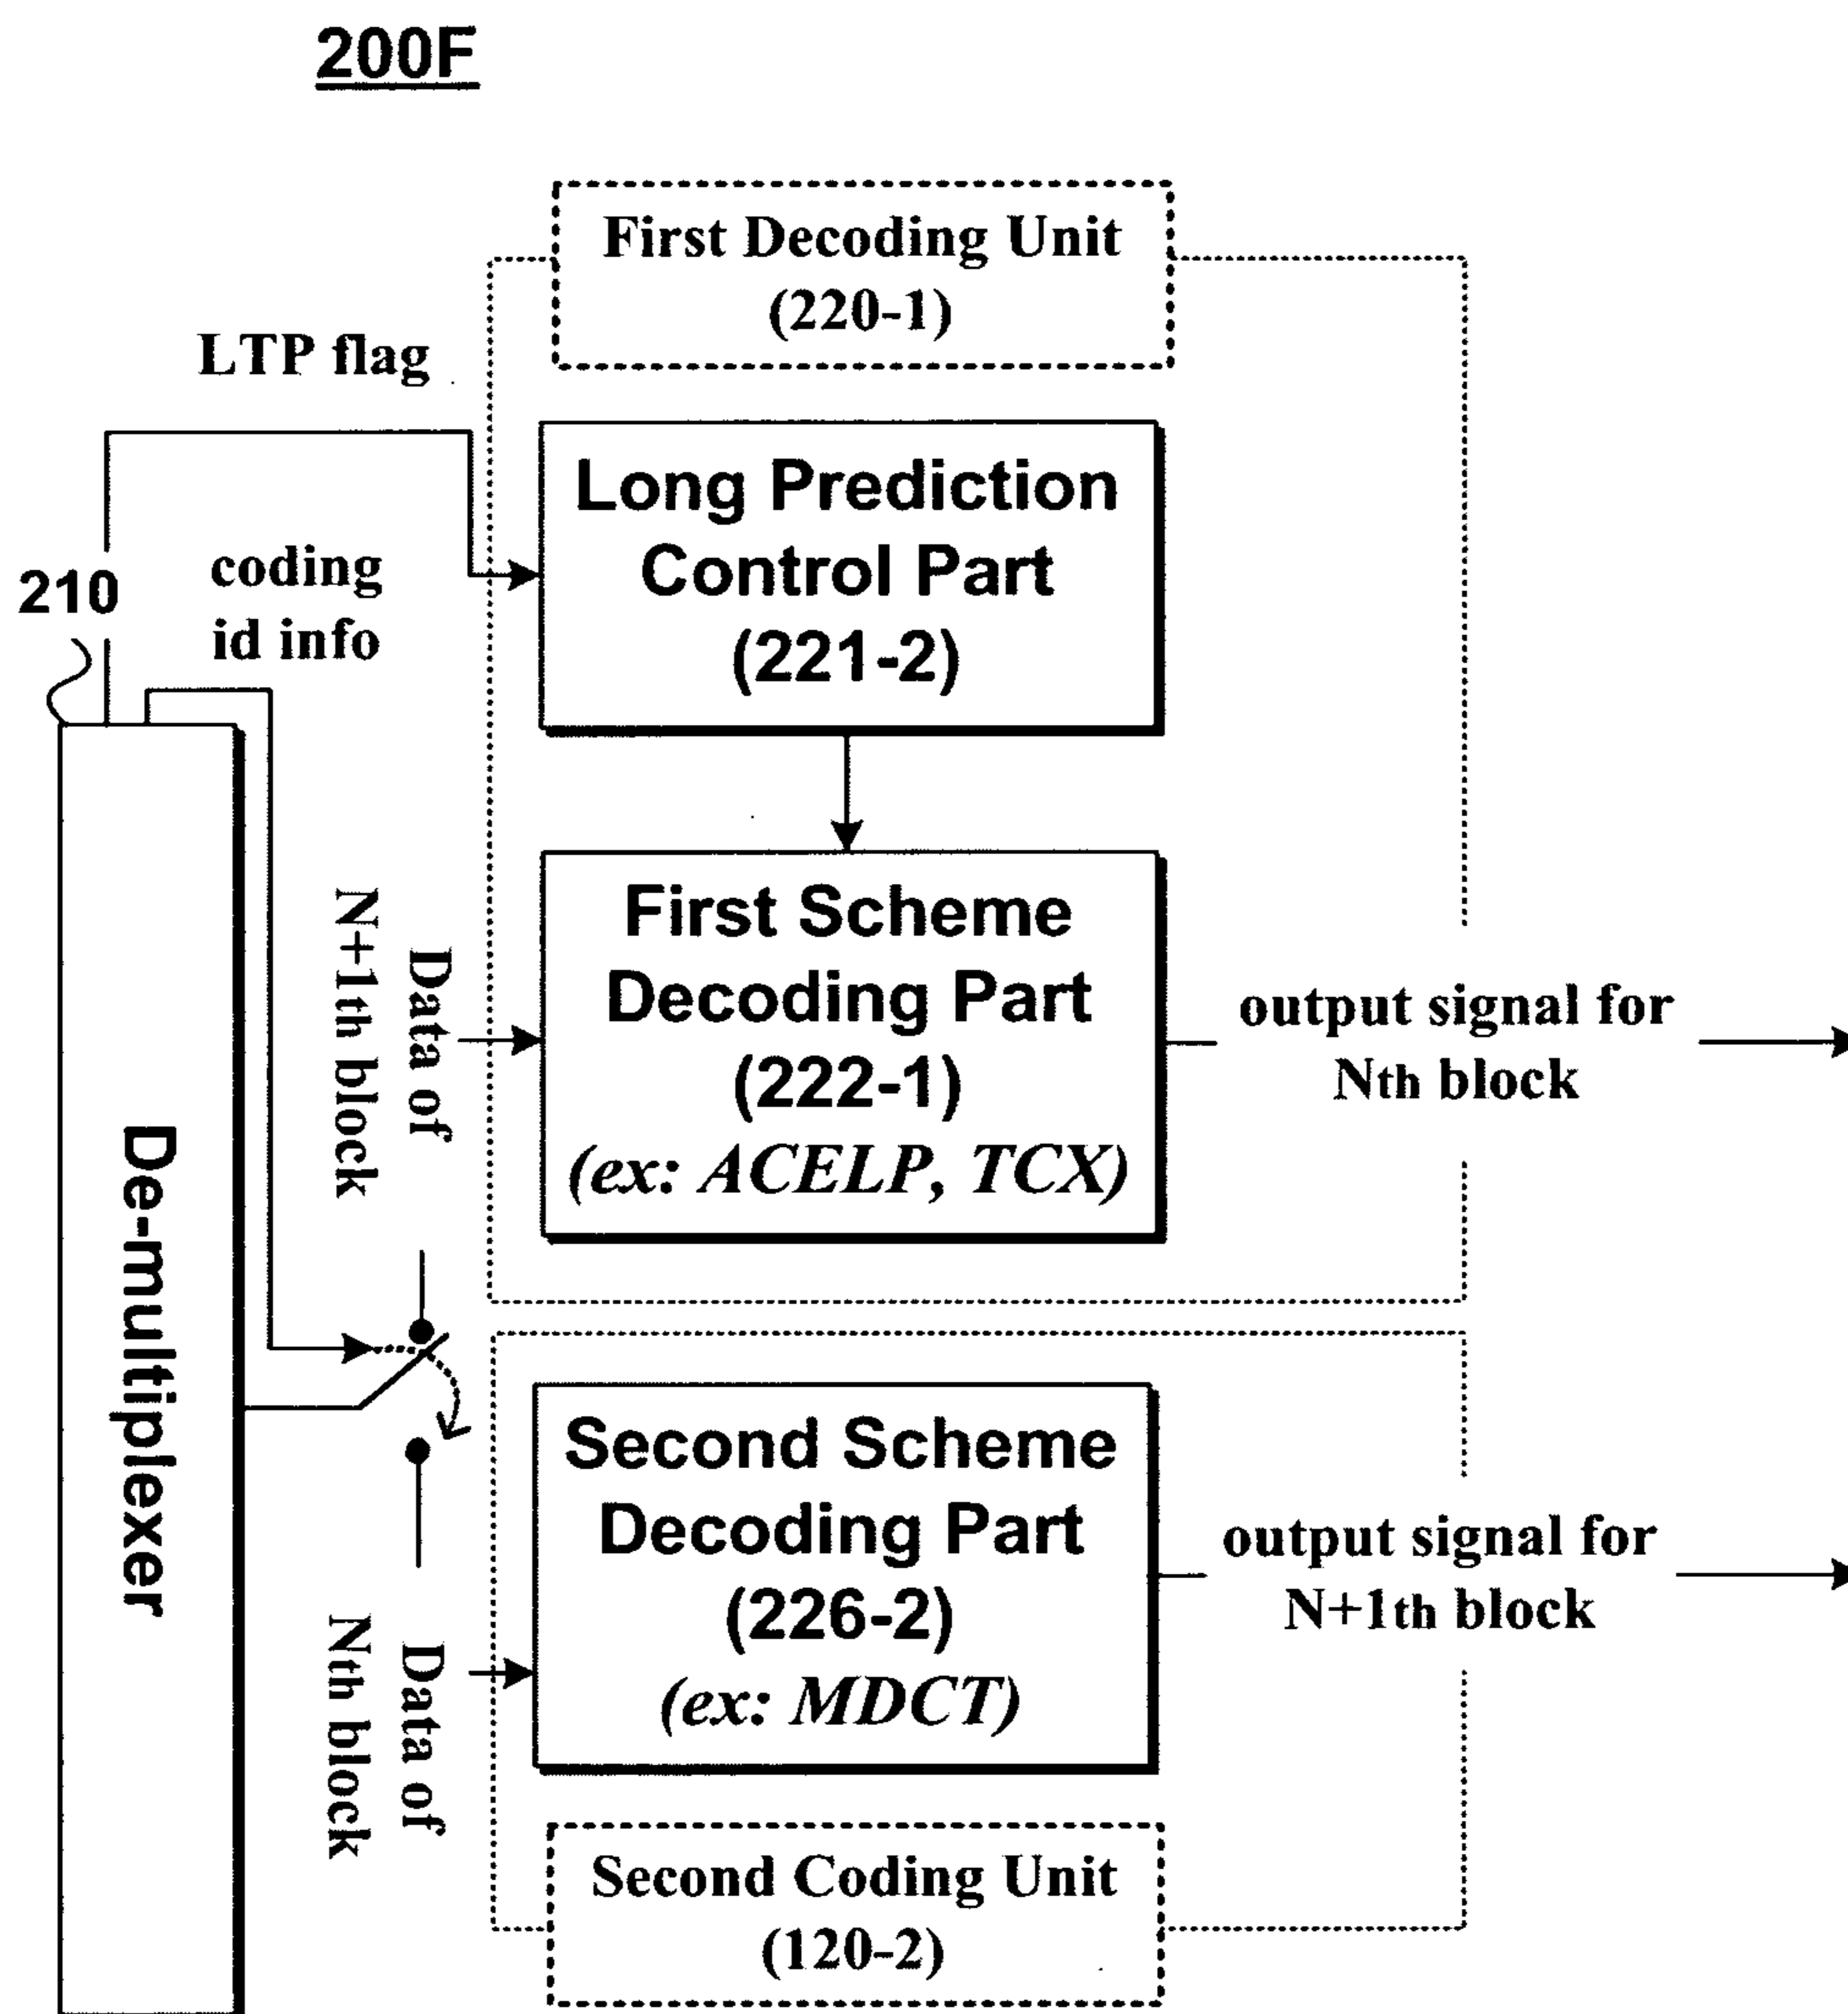 200F
First Decoding Unit
(220-1)
LTP flag
Long Prediction
Control Part
(221-2)
210
coding
id info
First Scheme
Decoding Part
(222-1)
(ex: ACELP, TCX)
Data of
N+1th block
output signal for
Nth block
De-multiplexer
Second Scheme
Decoding Part
(226-2)
(ex: MDCT)
Data of
Nth block
output signal for
N+1th block
Second Coding Unit
(120-2)